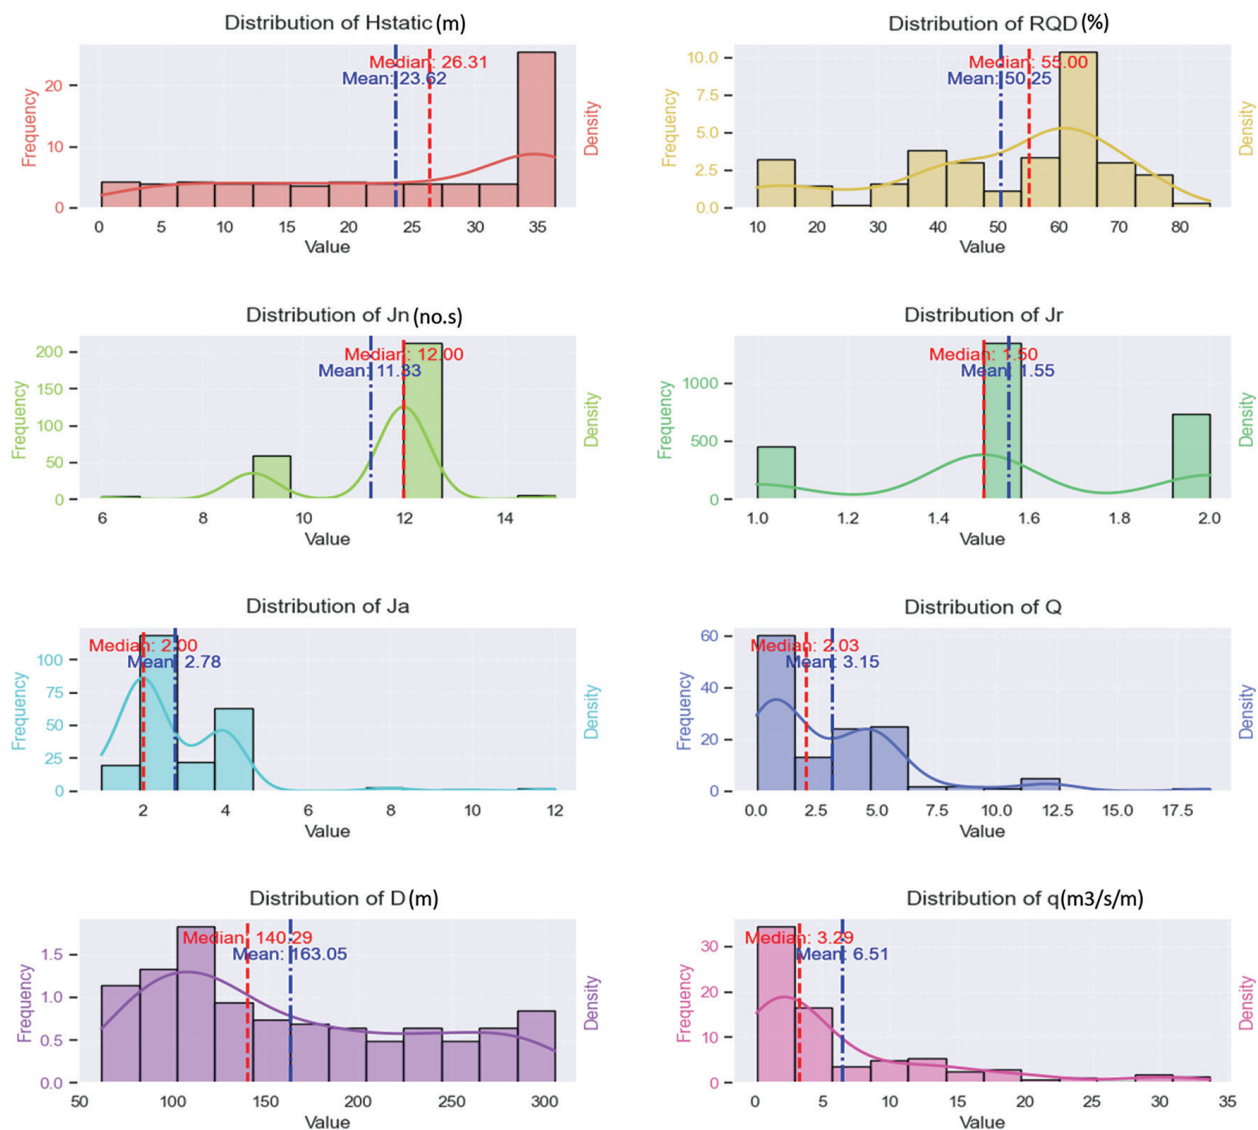 Distribution of Hstatic(m)
Median: 26.31
Mean: 23.62
Frequency
Density
20
10
0
0 5 10 15 20 25 30 35
Value
Distribution of RQD(%)
Median: 55.00
Mean: 50.25
Frequency
Density
10.0
7.5
5.0
2.5
0.0
10 20 30 40 50 60 70 80
Value
Distribution of Jn(no.s)
Median: 12.00
Mean: 11.33
Frequency
Density
200
150
100
50
0
6 8 10 12 14
Value
Distribution of Jr
Median: 1.50
Mean: 1.55
Frequency
Density
1000
500
0
1.0 1.2 1.4 1.6 1.8 2.0
Value
Distribution of Ja
Median: 2.00
Mean: 2.78
Frequency
Density
100
75
50
25
0
2 4 6 8 10 12
Value
Distribution of Q
Median: 2.03
Mean: 3.15
Frequency
Density
60
40
20
0
0.0 2.5 5.0 7.5 10.0 12.5 15.0 17.5
Value
Distribution of D(m)
Median: 140.29
Mean: 163.05
Frequency
Density
1.5
1.0
0.5
0.0
50 100 150 200 250 300
Value
Distribution of q(m3/s/m)
Median: 3.29
Mean: 6.51
Frequency
Density
30
20
10
0
0 5 10 15 20 25 30 35
Value